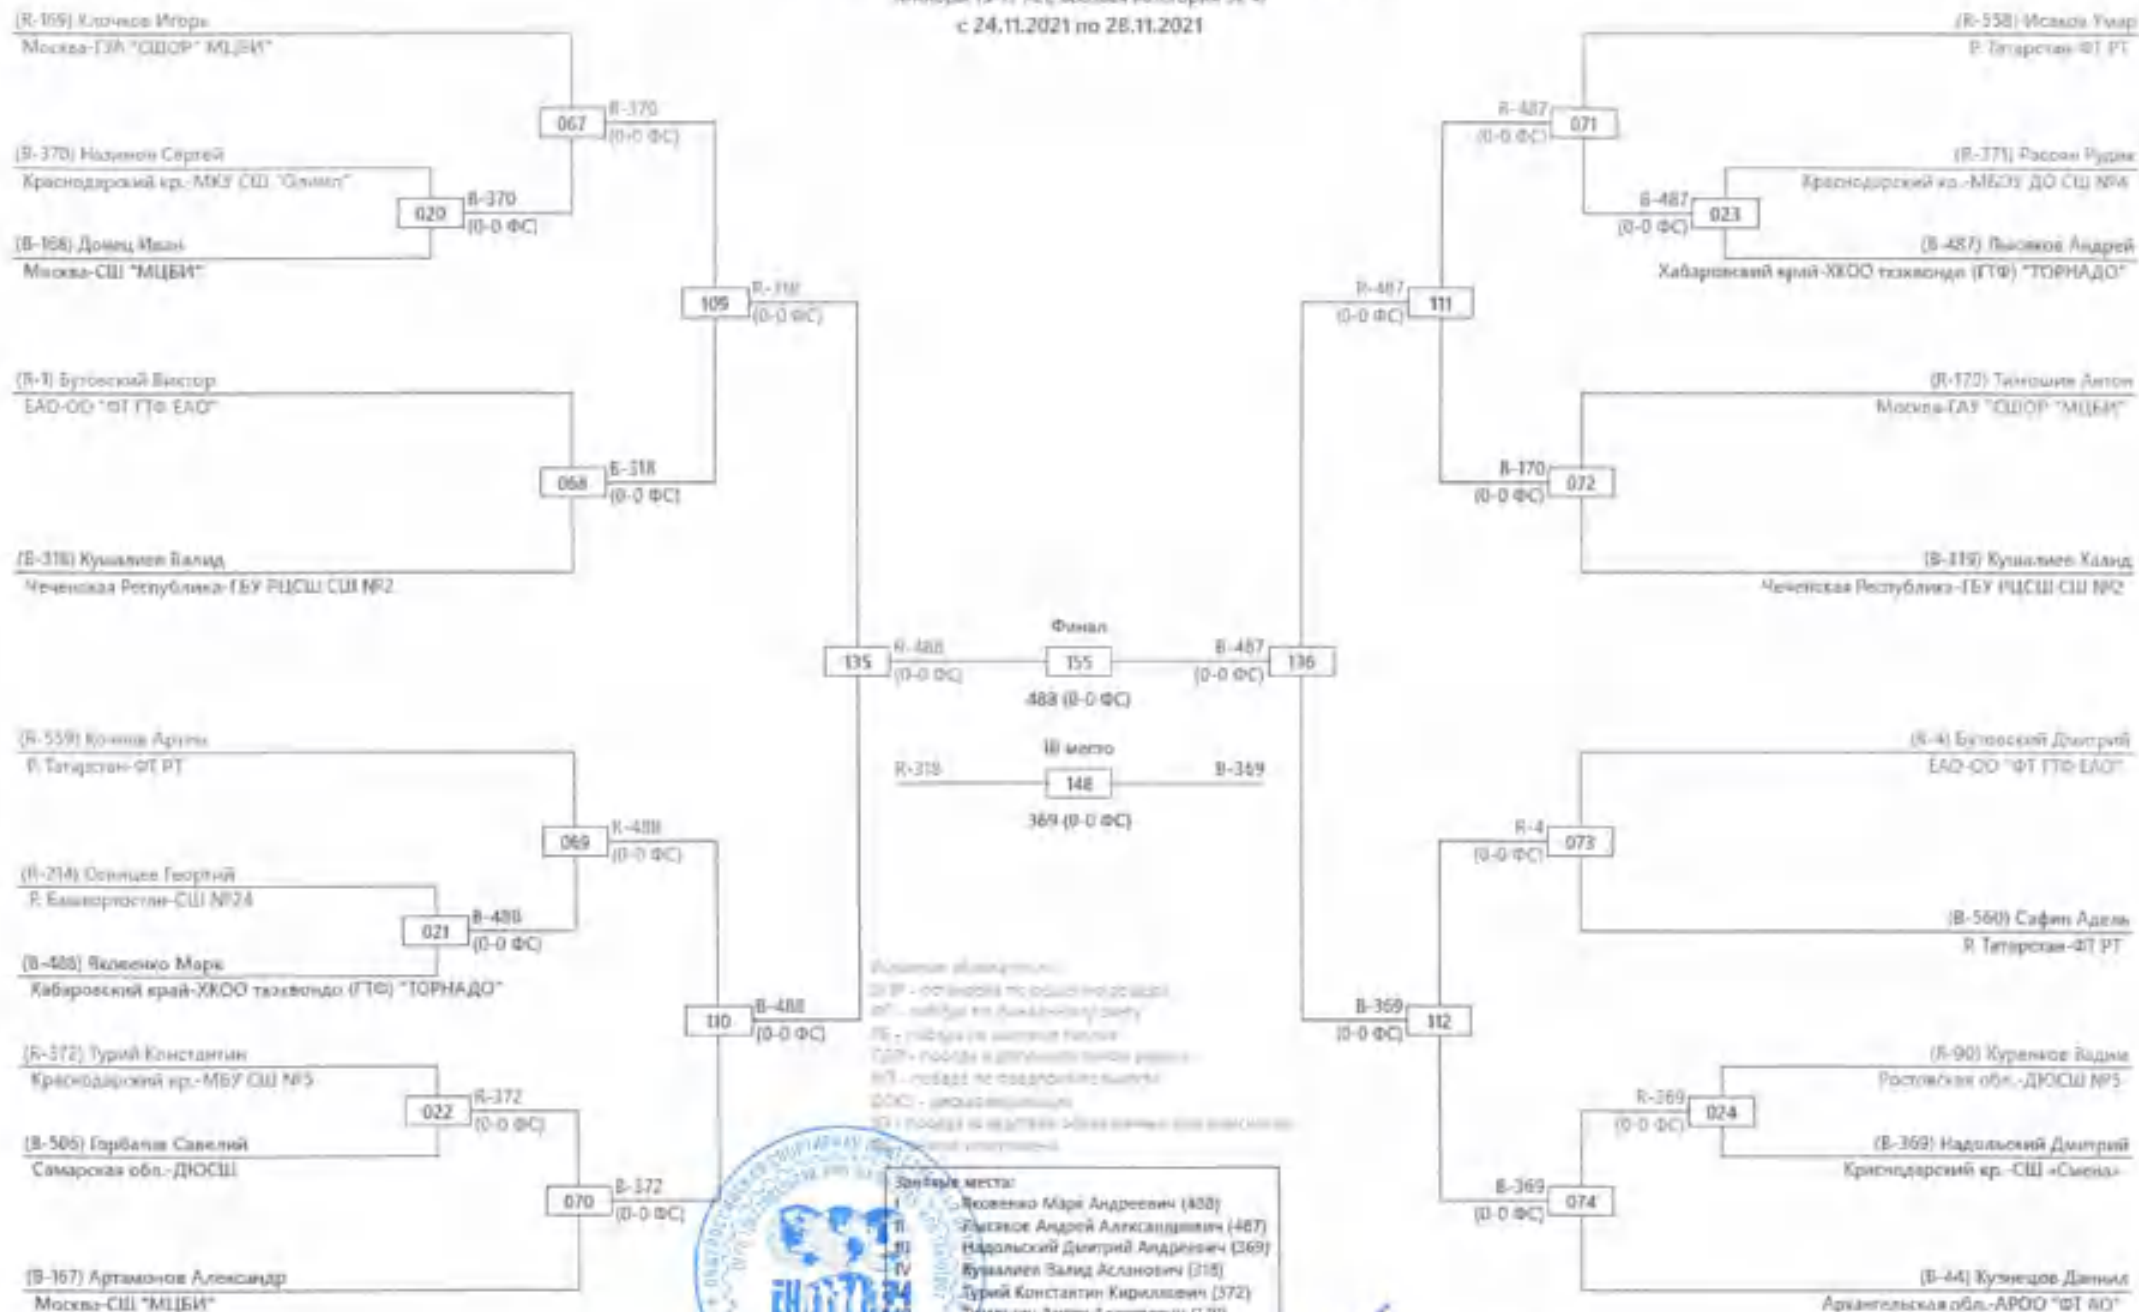 с 24.11.2021 по 28.11.2021
(R-169) Клочков Игорь
Москва-ГУА "СШОР" МЦБИ"
067
R-370
(0-0 ФС)
(R-370) Сергей
Краснодарский кр.-МКУ СШ "Олимп"
020
B-370
(0-0 ФС)
(B-168) Донец Иван
Москва-СШ "МЦБИ"
109
R-318
(0-0 ФС)
(R-1) Бутовский Виктор
ЕАО-ОО "ФТ ГТФ ЕАО"
068
B-318
(0-0 ФС)
(B-318) Кушалиев Валид
Чеченская Республика-ГБУ РЦСШ СШ №2
135
R-488
(0-0 ФС)
(R-559) Артем
Р. Татарстан-ФТ РТ
069
R-488
(0-0 ФС)
(R-214) Георгий
Р. Башкортостан-СШ №24
021
B-488
(0-0 ФС)
(B-488) Яковенко Марк
Хабаровский край-ХКОО тхэквондо (ГТФ) "ТОРНАДО"
110
B-488
(0-0 ФС)
(R-372) Турий Константин
Краснодарский кр.-МБУ СШ №5
022
R-372
(0-0 ФС)
(B-506) Горбатов Савелий
Самарская обл.-ДЮСШ
070
B-372
(0-0 ФС)
(B-167) Артамонов Александр
Москва-СШ "МЦБИ"
Финал
155
488 (0-0 ФС)
III место
R-318
148
B-369
369 (0-0 ФС)
B-487
(0-0 ФС)
136
(R-558) Исаков Умар
Р. Татарстан-ФТ РТ
R-487
(0-0 ФС)
071
(R-371) Рудик
Краснодарский кр.-МБОУ ДО СШ №4
B-487
(0-0 ФС)
023
(B-487) Лысяков Андрей
Хабаровский край-ХКОО тхэквондо (ГТФ) "ТОРНАДО"
R-487
(0-0 ФС)
111
(R-170) Тимошин Антон
Москва-ГАУ "СШОР "МЦБИ"
B-170
(0-0 ФС)
072
(B-319) Кушалиев Халид
Чеченская Республика-ГБУ РЦСШ СШ №2
(R-4) Бутовский Дмитрий
ЕАО-ОО "ФТ ГТФ ЕАО"
R-4
(0-0 ФС)
073
(B-560) Сафин Адель
Р. Татарстан-ФТ РТ
B-369
(0-0 ФС)
112
(R-90) Куренков Вадим
Ростовская обл.-ДЮСШ №5
R-369
(0-0 ФС)
024
(B-369) Надольский Дмитрий
Краснодарский кр.-СШ «Смена»
B-369
(0-0 ФС)
074
(B-44) Кузнецов Даниил
Архангельская обл.-АРОО "ФТ АО"
Занятые места:
I Яковенко Марк Андреевич (488)
II Лысяков Андрей Александрович (487)
III Надольский Дмитрий Андреевич (369)
IV Кушалиев Валид Асланович (318)
Турий Константин Кириллович (372)